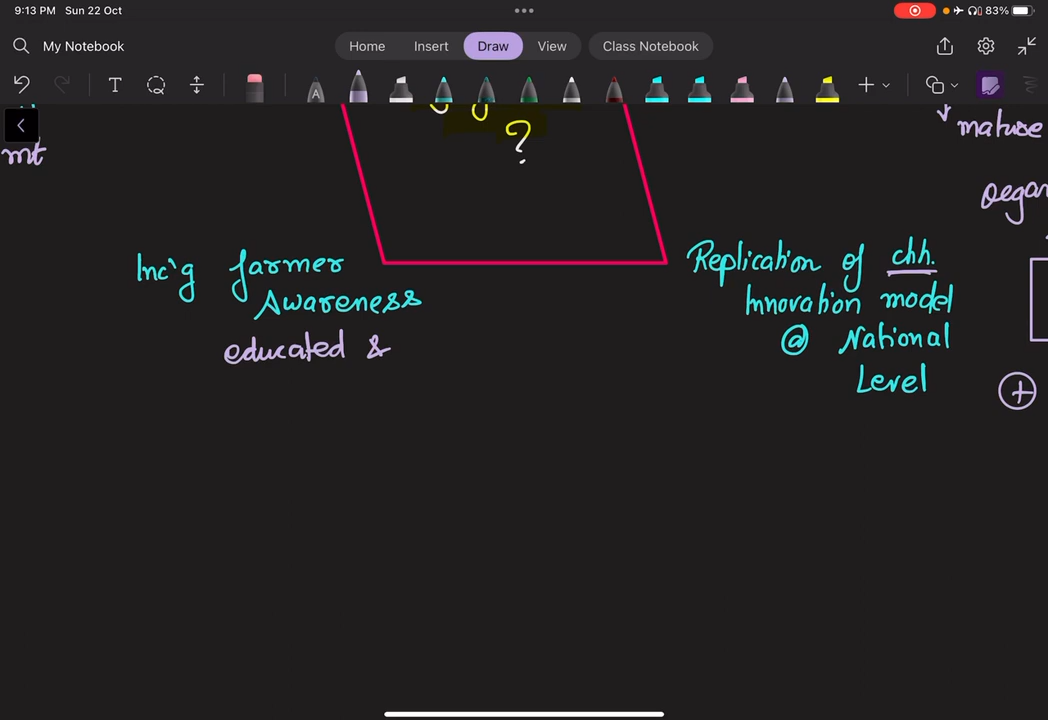 9:13 PM Sun 22 Oct
83%
My Notebook
Home Insert Draw View Class Notebook
T
A
?
mt
mature
Inc'g farmer
Awareness
educated &
Replication of chh.
Innovation model
@ National
Level